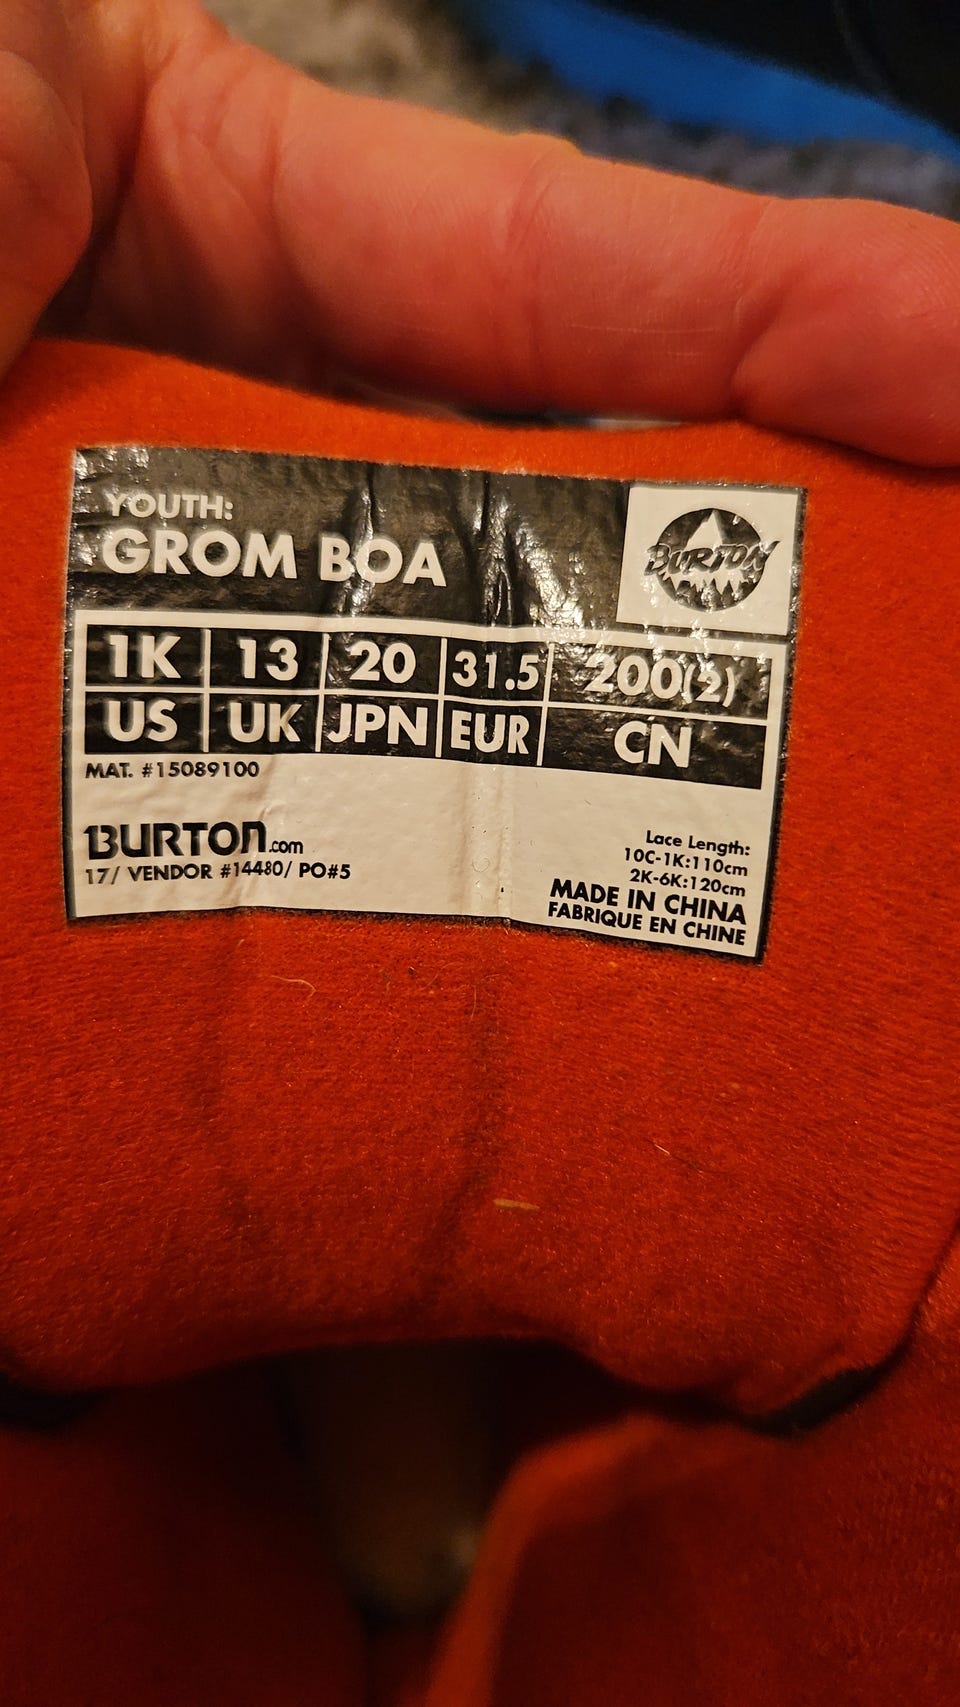 YOUTH:
GROM BOA
BURTON
1K 13 20 31.5 200(2)
US UK JPN EUR CN
MAT. #15089100
BURTON.com
17/ VENDOR #14480/ PO#5
Lace Length:
10C-1K:110cm
2K-6K:120cm
MADE IN CHINA
FABRIQUE EN CHINE